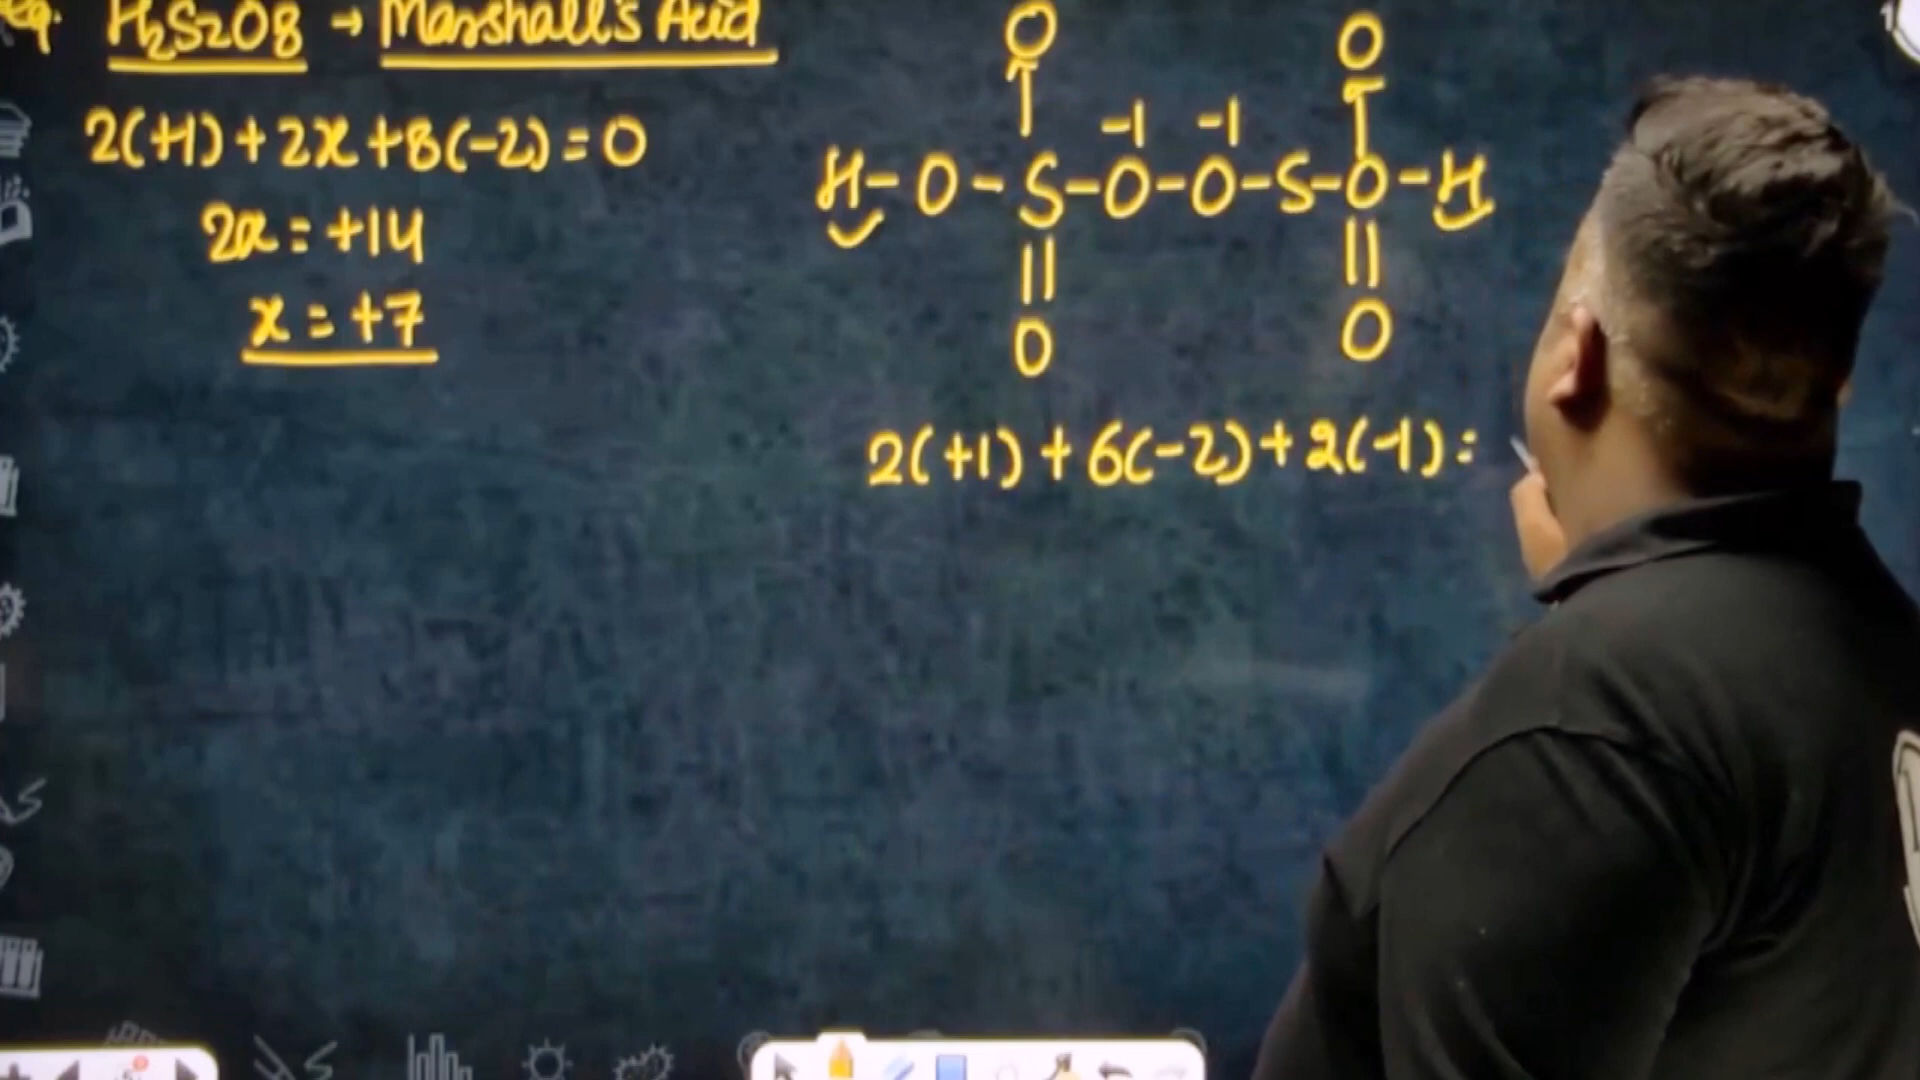 eg. H2S2O8 → Marshall's Acid
2(+1) + 2x + 8(-2) = 0
2x = +14
x = +7
O O
-1 -1
H-O-S-O-O-S-O-H
O O
2(+1) + 6(-2) + 2(-1) =